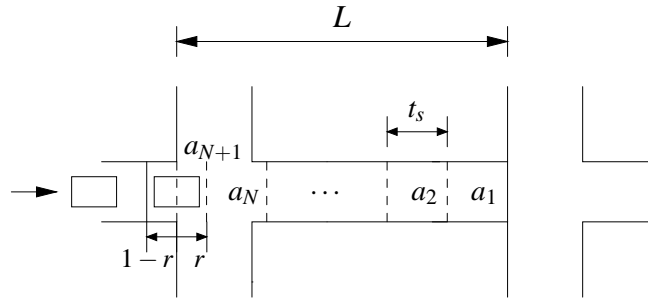 L
t_s
a_{N+1}
a_N ⋯ a_2 a_1
1 − r r